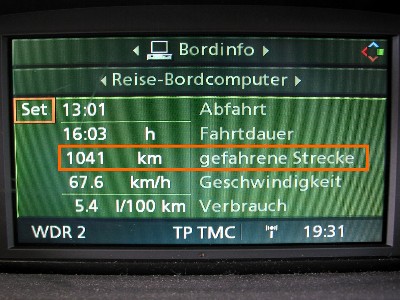 Bordinfo
Reise-Bordcomputer
Set 13:01 Abfahrt
16:03 h Fahrtdauer
1041 km gefahrene Strecke
67.6 km/h Geschwindigkeit
5.4 l/100 km Verbrauch
WDR 2 TP TMC 19:31